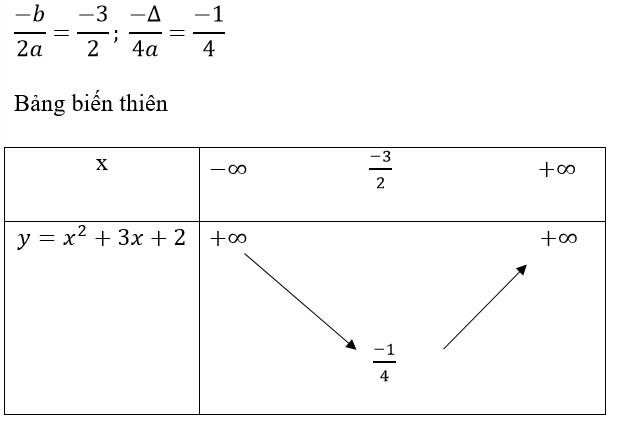 −b/2a = −3/2 ; −Δ/4a = −1/4
Bảng biến thiên
x −∞ −3/2 +∞
y = x² + 3x + 2 +∞ +∞
−1/4